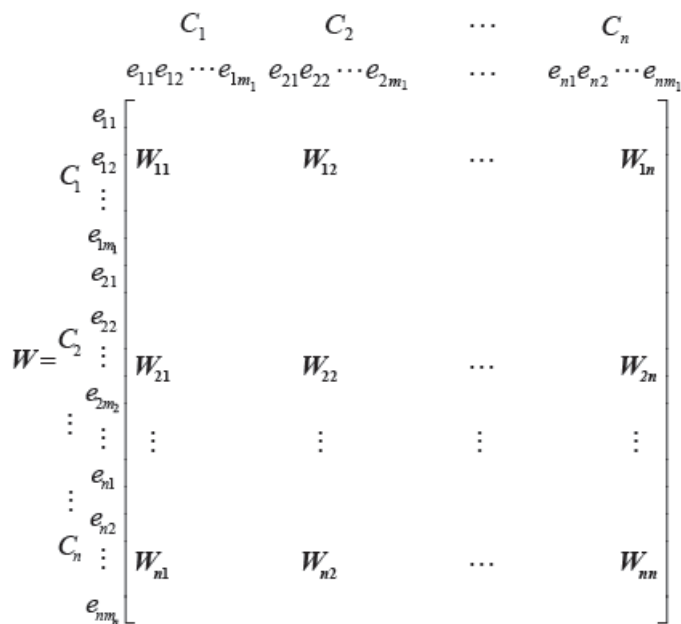 C₁ C₂ ⋯ Cₙ
e₁₁e₁₂⋯e₁ₘ₁ e₂₁e₂₂⋯e₂ₘ₁ ⋯ eₙ₁eₙ₂⋯eₙₘ₁
e₁₁
C₁ e₁₂ W₁₁ W₁₂ ⋯ W₁ₙ
⋮
e₁ₘ₁
e₂₁
e₂₂
W= C₂ ⋮ W₂₁ W₂₂ ⋯ W₂ₙ
e₂ₘ₂
⋮ ⋮ ⋮ ⋮ ⋮ ⋮
eₙ₁
⋮
eₙ₂
Cₙ ⋮ Wₙ₁ Wₙ₂ ⋯ Wₙₙ
eₙₘₙ